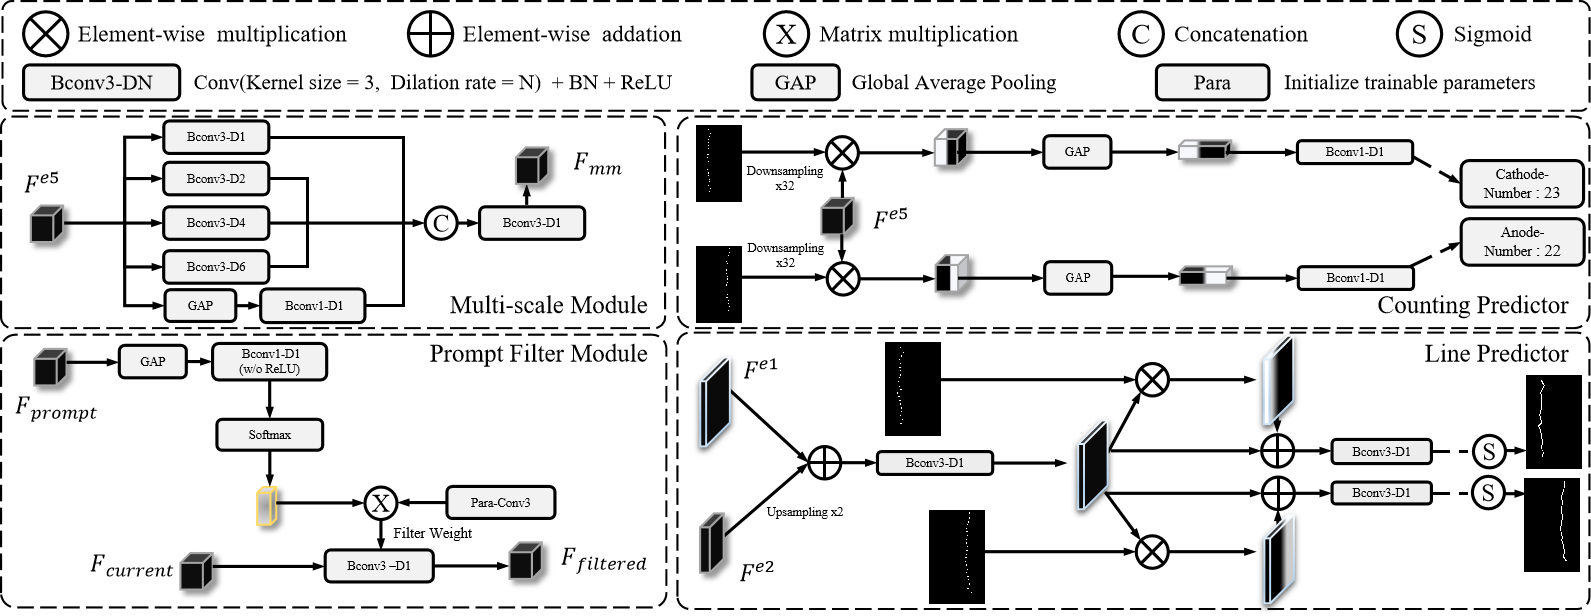 Element-wise multiplication
Element-wise addation
X Matrix multiplication
C Concatenation
S Sigmoid
Bconv3-DN Conv(Kernel size = 3, Dilation rate = N) + BN + ReLU
GAP Global Average Pooling
Para Initialize trainable parameters
F^{e5}
Bconv3-D1
Bconv3-D2
Bconv3-D4
Bconv3-D6
GAP
Bconv1-D1
C
Bconv3-D1
F_{mm}
Multi-scale Module
Downsampling
x32
GAP
Bconv1-D1
Cathode-
Number : 23
F^{e5}
Downsampling
x32
GAP
Bconv1-D1
Anode-
Number : 22
Counting Predictor
F_{prompt}
GAP
Bconv1-D1
(w/o ReLU)
Prompt Filter Module
Softmax
X
Para-Conv3
Filter Weight
F_{current}
Bconv3 –D1
F_{filtered}
Line Predictor
F^{e1}
Bconv3-D1
Upsampling x2
F^{e2}
Bconv3-D1
S
Bconv3-D1
S